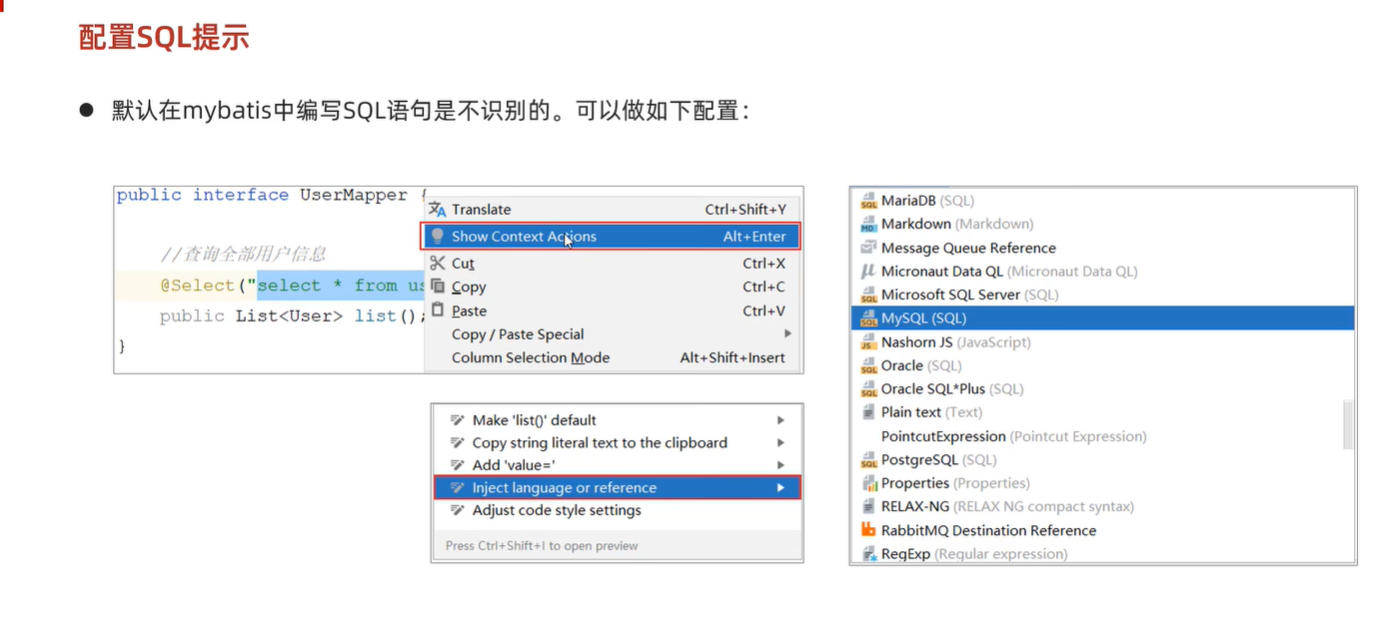 配置SQL提示
● 默认在mybatis中编写SQL语句是不识别的。可以做如下配置：
public interface UserMapper {
//查询全部用户信息
@Select("select * from us
public List<User> list();
}
Translate Ctrl+Shift+Y
Show Context Actions Alt+Enter
Cut Ctrl+X
Copy Ctrl+C
Paste Ctrl+V
Copy / Paste Special
Column Selection Mode Alt+Shift+Insert
Make 'list()' default
Copy string literal text to the clipboard
Add 'value='
Inject language or reference
Adjust code style settings
Press Ctrl+Shift+I to open preview
MariaDB (SQL)
Markdown (Markdown)
Message Queue Reference
Micronaut Data QL (Micronaut Data QL)
Microsoft SQL Server (SQL)
MySQL (SQL)
Nashorn JS (JavaScript)
Oracle (SQL)
Oracle SQL*Plus (SQL)
Plain text (Text)
PointcutExpression (Pointcut Expression)
PostgreSQL (SQL)
Properties (Properties)
RELAX-NG (RELAX NG compact syntax)
RabbitMQ Destination Reference
RegExp (Regular expression)